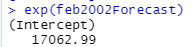 > exp(feb2002Forecast)
(Intercept)
17062.99